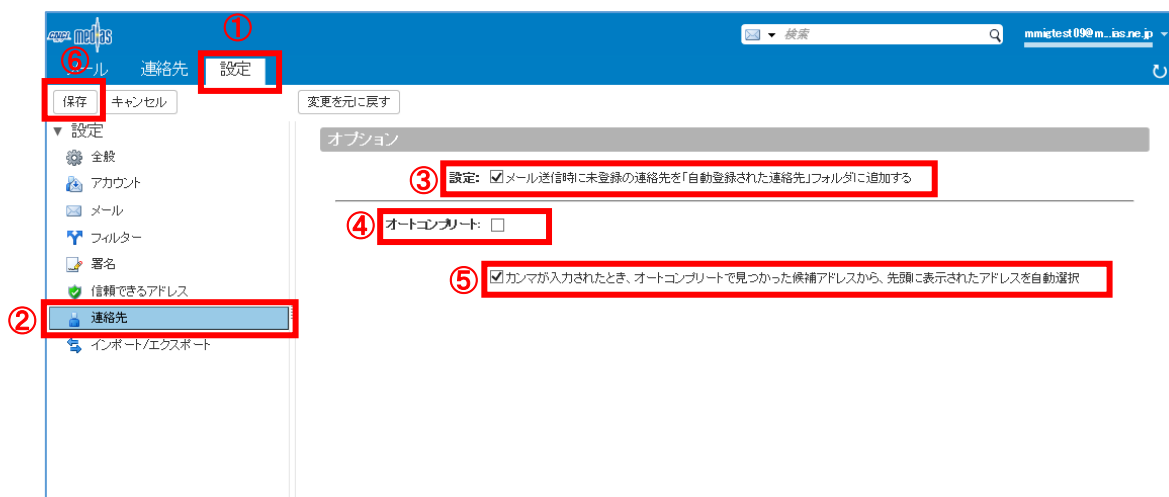 ①
CNCI medias
検索
mmigtest09@m...ias.ne.jp
⑥
メール 連絡先 設定
保存 キャンセル 変更を元に戻す
設定
オプション
全般
③ 設定: メール送信時に未登録の連絡先を「自動登録された連絡先」フォルダに追加する
アカウント
メール
④ オートコンプリート:
フィルター
署名
⑤ カンマが入力されたとき、オートコンプリートで見つかった候補アドレスから、先頭に表示されたアドレスを自動選択
信頼できるアドレス
② 連絡先
インポート/エクスポート